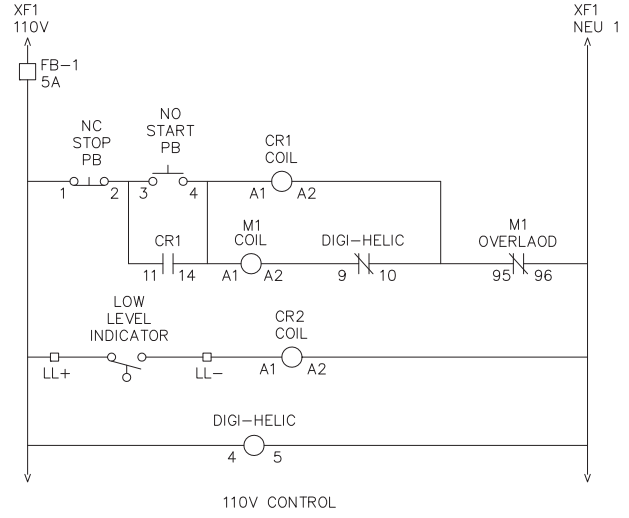 XF1
110V
XF1
NEU 1
FB-1
5A
NC
STOP
PB
NO
START
PB
CR1
COIL
1
2
3
4
A1
A2
CR1
11
14
M1
COIL
A1
A2
DIGI-HELIC
9
10
M1
OVERLAOD
95
96
LOW
LEVEL
INDICATOR
LL+
LL-
CR2
COIL
A1
A2
DIGI-HELIC
4
5
110V CONTROL